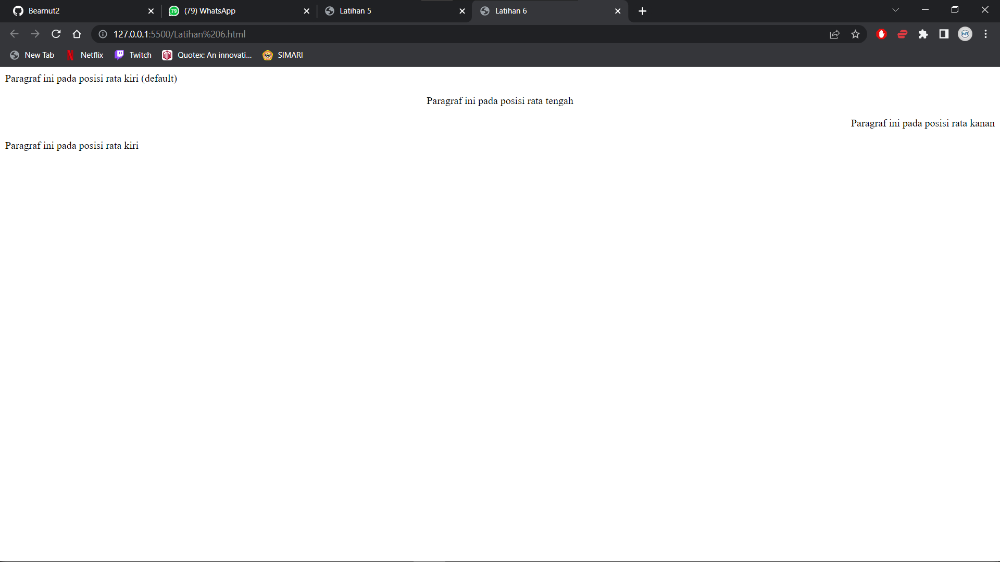 Bearnut2
79
(79) WhatsApp
Latihan 5
Latihan 6
127.0.0.1:5500/Latihan%206.html
New Tab
Netflix
Twitch
Quotex: An innovati...
SIMARI
Paragraf ini pada posisi rata kiri (default)
Paragraf ini pada posisi rata tengah
Paragraf ini pada posisi rata kanan
Paragraf ini pada posisi rata kiri